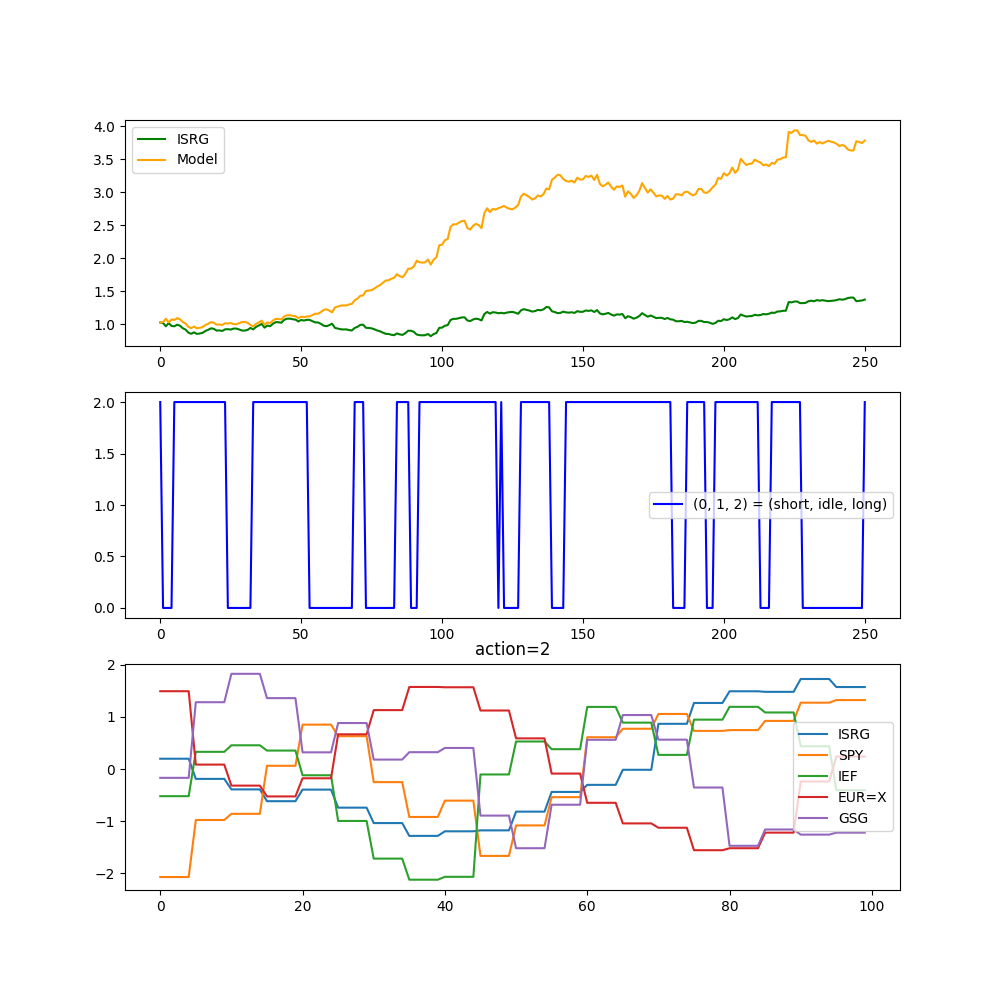 4.0
3.5
3.0
2.5
2.0
1.5
1.0
ISRG
Model
0 50 100 150 200 250
2.0
1.5
1.0
0.5
0.0
(0, 1, 2) = (short, idle, long)
0 50 100 150 200 250
action=2
2
1
0
−1
−2
ISRG
SPY
IEF
EUR=X
GSG
0 20 40 60 80 100